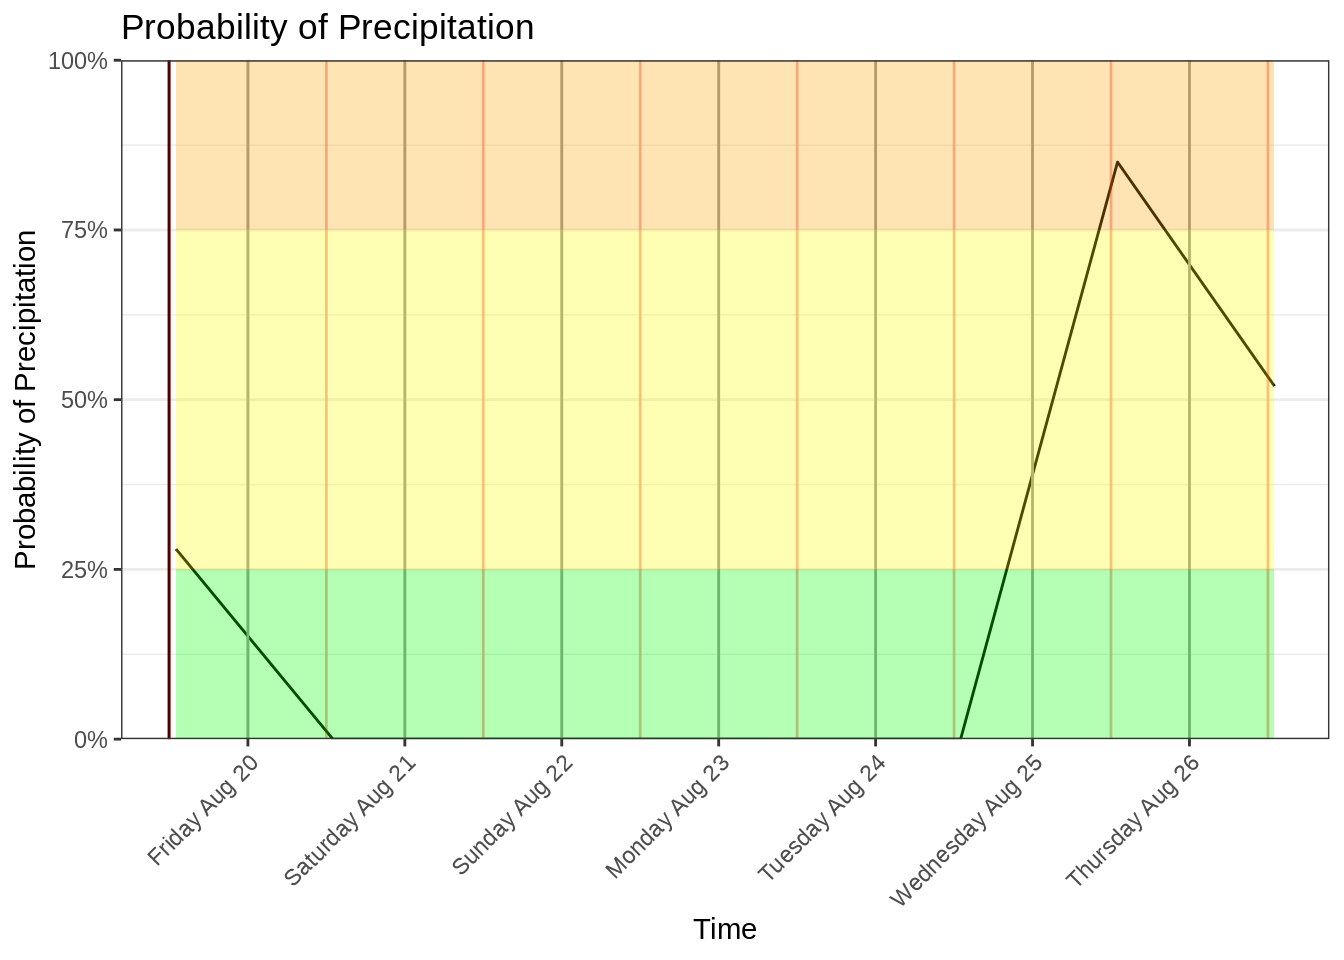 Probability of Precipitation
Probability of Precipitation
100%
75%
50%
25%
0%
Friday Aug 20
Saturday Aug 21
Sunday Aug 22
Monday Aug 23
Tuesday Aug 24
Wednesday Aug 25
Thursday Aug 26
Time